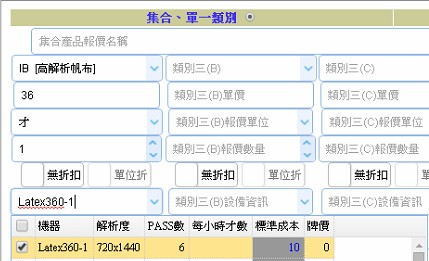 集合、單一類別
集合產品報價名稱
IB [高解析帆布] 類別三(B) 類別三(C)
36 類別三(B)單價 類別三(C)單價
才 類別三(B)報價單位 類別三(C)報價單位
1 類別三(B)報價數量 類別三(C)報價數量
無折扣 單位折 無折扣 單位折 無折扣
Latex360-1 類別三(B)設備資訊 類別三(C)設備資訊
機器 解析度 PASS數 每小時才數 標準成本 牌價
Latex360-1 720x1440 6 10 0